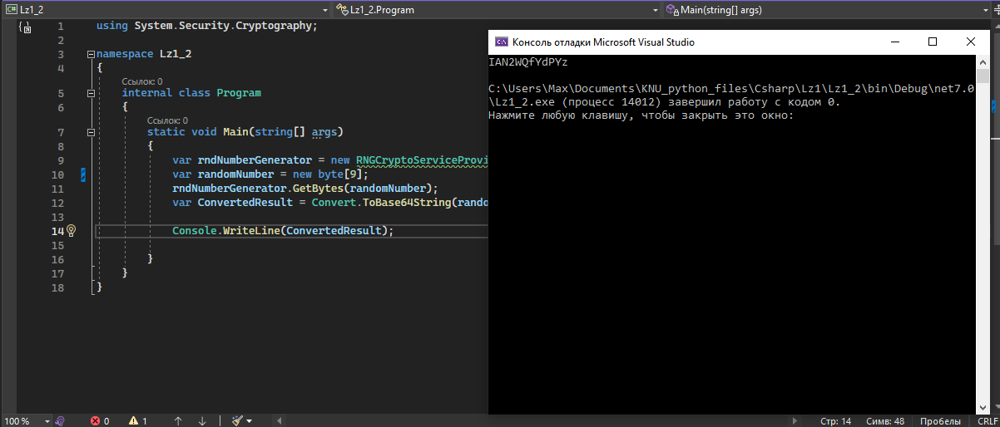 C# Lz1_2
Lz1_2.Program
Main(string[] args)
1 using System.Security.Cryptography;
2
3 namespace Lz1_2
4 {
Ссылок: 0
5 internal class Program
6 {
Ссылок: 0
7 static void Main(string[] args)
8 {
9 var rndNumberGenerator = new RNGCryptoServiceProvi
10 var randomNumber = new byte[9];
11 rndNumberGenerator.GetBytes(randomNumber);
12 var ConvertedResult = Convert.ToBase64String(rando
13
14 Console.WriteLine(ConvertedResult);
15
16 }
17 }
18 }
Консоль отладки Microsoft Visual Studio
IAN2WQfYdPYz
C:\Users\Max\Documents\KNU_python_files\Csharp\Lz1\Lz1_2\bin\Debug\net7.0
\Lz1_2.exe (процесс 14012) завершил работу с кодом 0.
Нажмите любую клавишу, чтобы закрыть это окно:
100 %
0
1
Стр: 14
Симв: 48
Пробелы
CRLF